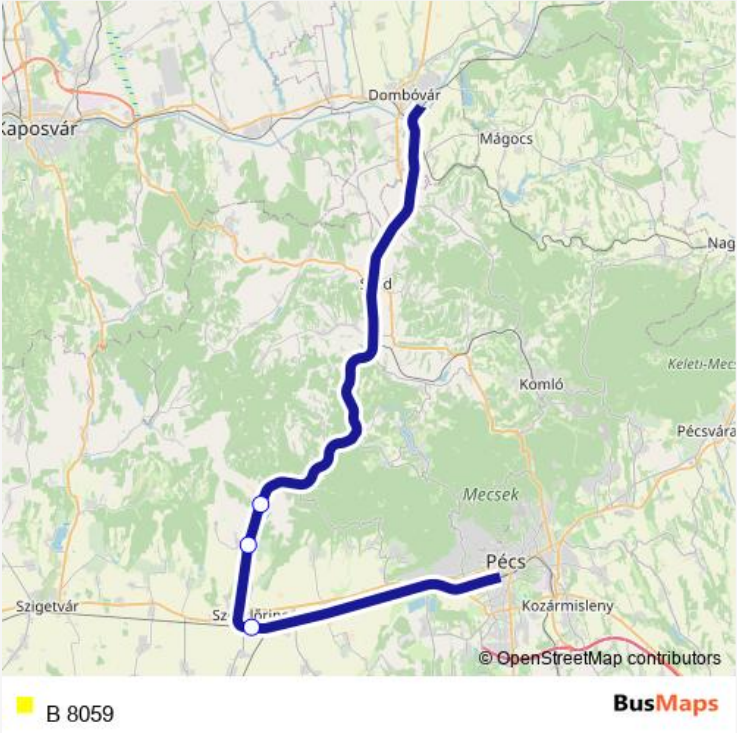 Dombóvár
Kaposvár
Mágocs
Nag
Komló
Keleti-Mecs
Pécsvára
Mecsek
Pécs
Szigetvár
Kozármisleny
© OpenStreetMap contributors
B 8059
BusMaps